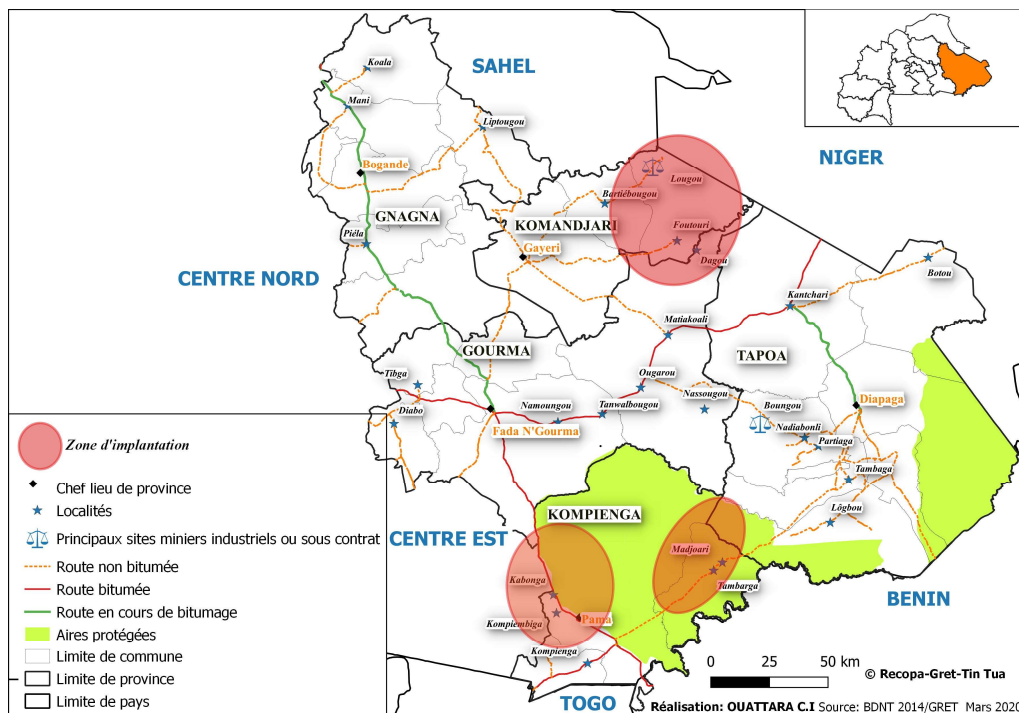 SAHEL
NIGER
Koala
Mani
Liptougou
Bogande
Lougou
Bartiébougou
GNAGNA
KOMANDJARI
Foutouri
Piéla
Gayeri
Dagou
CENTRE NORD
Botou
Kantchari
Matiakoali
GOURMA
TAPOA
Tibga
Ougarou
Nassougou
Boungou
Diapaga
Diabo
Namoungou
Tanwalbougou
Nadiabonli
Fada N'Gourma
Partiaga
Tambaga
KOMPIENGA
Lôgbou
CENTRE EST
Madjoari
Kabonga
Tambarga
BENIN
Kompiembiga
Pama
Kompienga
TOGO
Zone d'implantation
Chef lieu de province
Localités
Principaux sites miniers industriels ou sous contrat
Route non bitumée
Route bitumée
Route en cours de bitumage
Aires protégées
Limite de commune
Limite de province
Limite de pays
0 25 50 km
© Recopa-Gret-Tin Tua
Réalisation: OUATTARA C.I Source: BDNT 2014/GRET Mars 2020